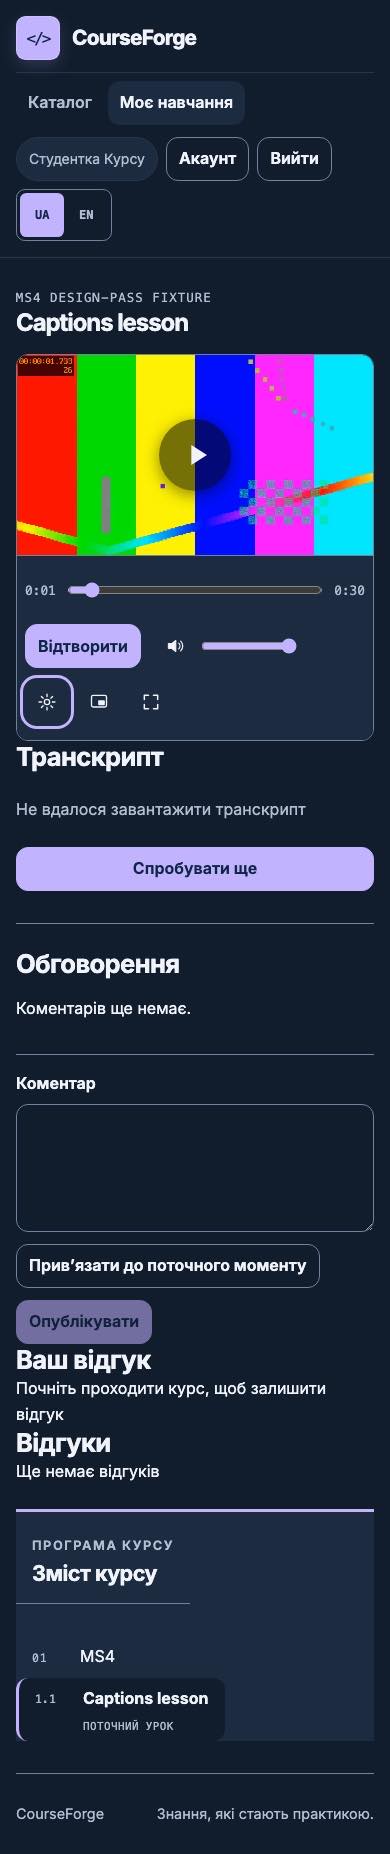 </> CourseForge
Каталог Моє навчання
Студентка Курсу Акаунт Вийти
UA EN
MS4 DESIGN-PASS FIXTURE
Captions lesson
00:00:01.733
26
0:01 0:30
Відтворити
Транскрипт
Не вдалося завантажити транскрипт
Спробувати ще
Обговорення
Коментарів ще немає.
Коментар
Прив’язати до поточного моменту
Опублікувати
Ваш відгук
Почніть проходити курс, щоб залишити
відгук
Відгуки
Ще немає відгуків
ПРОГРАМА КУРСУ
Зміст курсу
01 MS4
1.1 Captions lesson
ПОТОЧНИЙ УРОК
CourseForge Знання, які стають практикою.